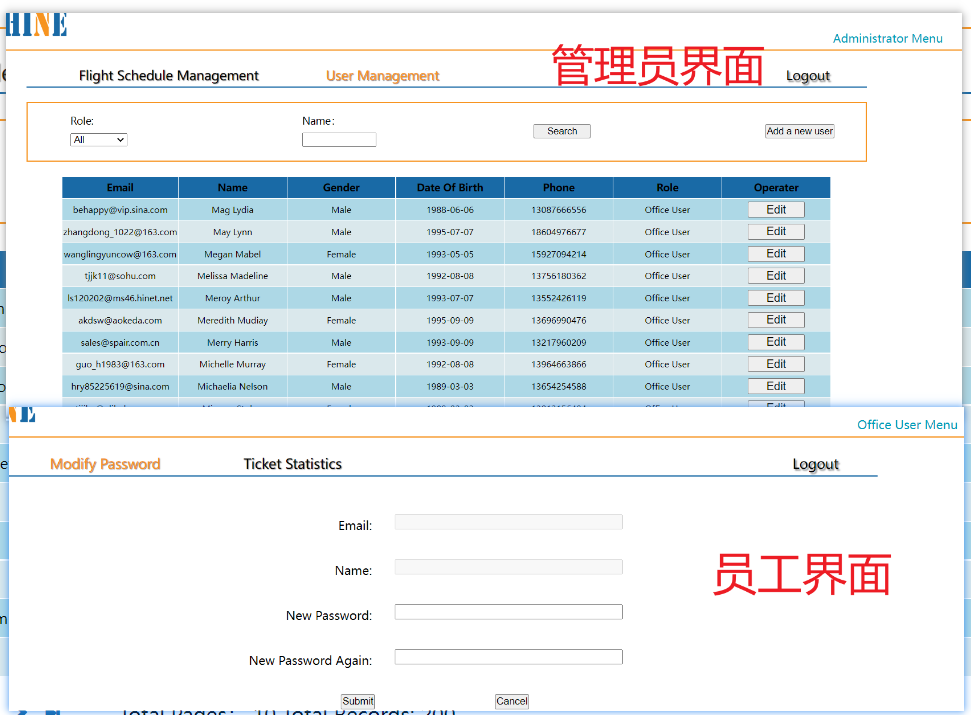 HINE
Administrator Menu
管理员界面
Flight Schedule Management User Management Logout
Role: Name:
All Search Add a new user
Email Name Gender Date Of Birth Phone Role Operater
behappy@vip.sina.com Mag Lydia Male 1988-06-06 13087666556 Office User Edit
zhangdong_1022@163.com May Lynn Male 1995-07-07 18604976677 Office User Edit
wanglingyuncow@163.com Megan Mabel Female 1993-05-05 15927094214 Office User Edit
tjjk11@sohu.com Melissa Madeline Male 1992-08-08 13756180362 Office User Edit
ls120202@ms46.hinet.net Meroy Arthur Male 1993-07-07 13552426119 Office User Edit
akdsw@aokeda.com Meredith Mudiay Female 1995-09-09 13696990476 Office User Edit
sales@spair.com.cn Merry Harris Male 1993-09-09 13217960209 Office User Edit
guo_h1983@163.com Michelle Murray Female 1992-08-08 13964663866 Office User Edit
hry85225619@sina.com Michaelia Nelson Male 1989-03-03 13654254588 Office User Edit
NE
Office User Menu
Modify Password Ticket Statistics Logout
Email:
Name:
员工界面
New Password:
New Password Again:
Submit Cancel
Total Pages: 10 Total Records: 200